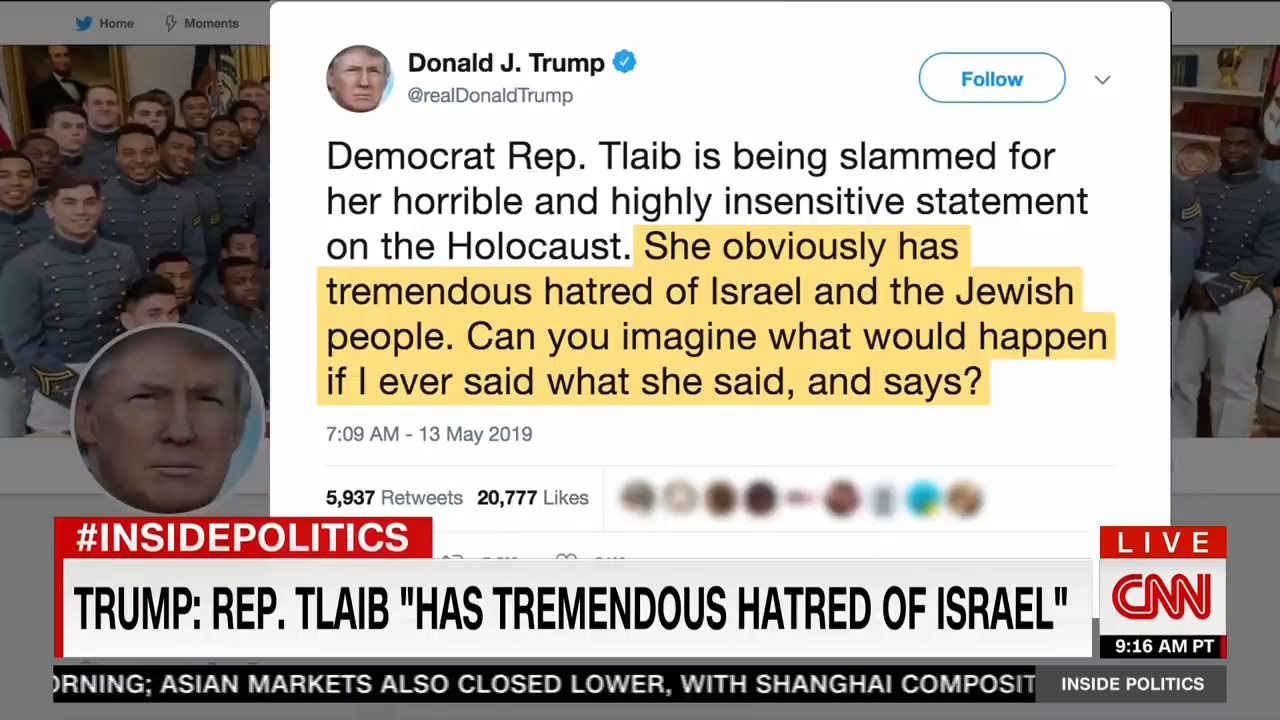 Home
Moments
Donald J. Trump
@realDonaldTrump
Follow
Democrat Rep. Tlaib is being slammed for
her horrible and highly insensitive statement
on the Holocaust. She obviously has
tremendous hatred of Israel and the Jewish
people. Can you imagine what would happen
if I ever said what she said, and says?
7:09 AM - 13 May 2019
5,937 Retweets 20,777 Likes
#INSIDEPOLITICS
TRUMP: REP. TLAIB "HAS TREMENDOUS HATRED OF ISRAEL"
LIVE
CNN
9:16 AM PT
ORNING; ASIAN MARKETS ALSO CLOSED LOWER, WITH SHANGHAI COMPOSIT
INSIDE POLITICS